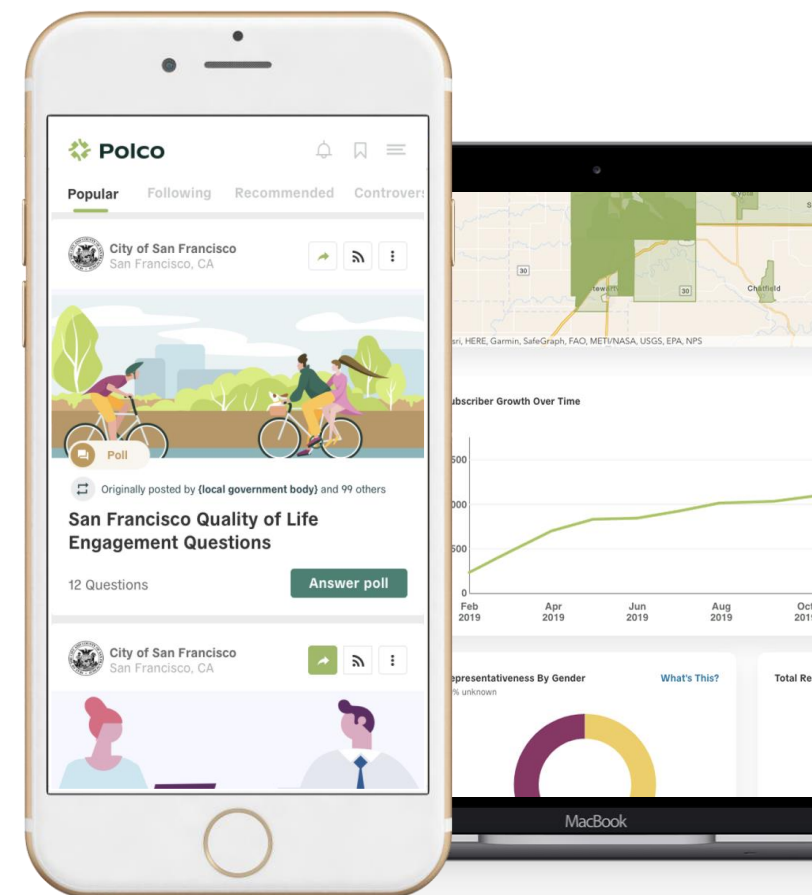 Polco
Popular Following Recommended Controvers
City of San Francisco
San Francisco, CA
Poll
Originally posted by {local government body} and 99 others
San Francisco Quality of Life
Engagement Questions
12 Questions
Answer poll
City of San Francisco
San Francisco, CA
30
30
Chatfield
sri, HERE, Garmin, SafeGraph, FAO, METI/NASA, USGS, EPA, NPS
ubscriber Growth Over Time
500
000
500
0
Feb Apr Jun Aug Oct
2019 2019 2019 2019 2019
epresentativeness By Gender
What's This?
% unknown
Total Re
MacBook